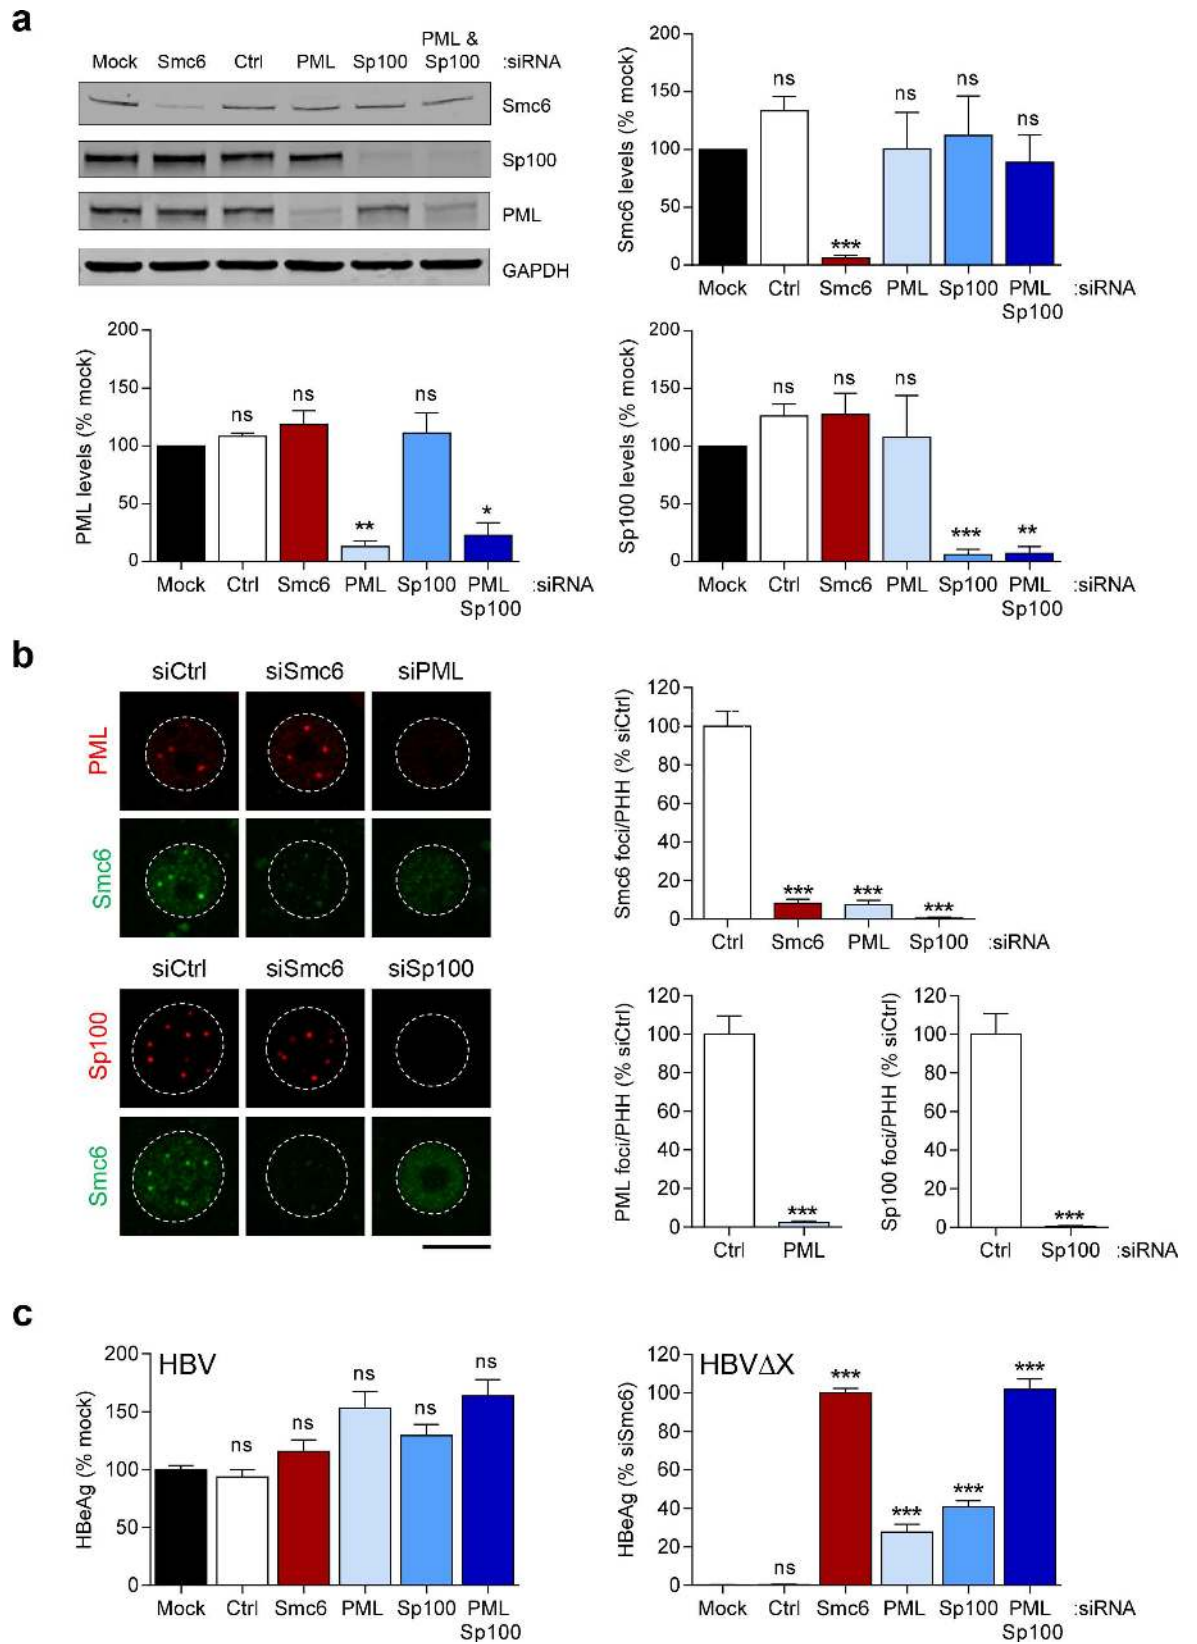 a
PML &
Mock Smc6 Ctrl PML Sp100 Sp100 :siRNA
Smc6
Sp100
PML
GAPDH
Smc6 levels (% mock)
200
150
100
50
0
ns
***
ns
ns
ns
Mock Ctrl Smc6 PML Sp100 PML :siRNA
Sp100
PML levels (% mock)
200
150
100
50
0
ns
ns
**
ns
*
Mock Ctrl Smc6 PML Sp100 PML :siRNA
Sp100
Sp100 levels (% mock)
200
150
100
50
0
ns
ns
ns
***
**
Mock Ctrl Smc6 PML Sp100 PML :siRNA
Sp100
b
siCtrl siSmc6 siPML
PML
Smc6
siCtrl siSmc6 siSp100
Sp100
Smc6
Smc6 foci/PHH (% siCtrl)
120
100
80
60
40
20
0
***
***
***
Ctrl Smc6 PML Sp100 :siRNA
PML foci/PHH (% siCtrl)
120
100
80
60
40
20
0
***
Ctrl PML
Sp100 foci/PHH (% siCtrl)
120
100
80
60
40
20
0
***
Ctrl Sp100 :siRNA
c
HBV
HBeAg (% mock)
200
150
100
50
0
ns
ns
ns
ns
ns
Mock Ctrl Smc6 PML Sp100 PML
Sp100
HBVΔX
HBeAg (% siSmc6)
120
100
80
60
40
20
0
ns
***
***
***
***
Mock Ctrl Smc6 PML Sp100 PML :siRNA
Sp100